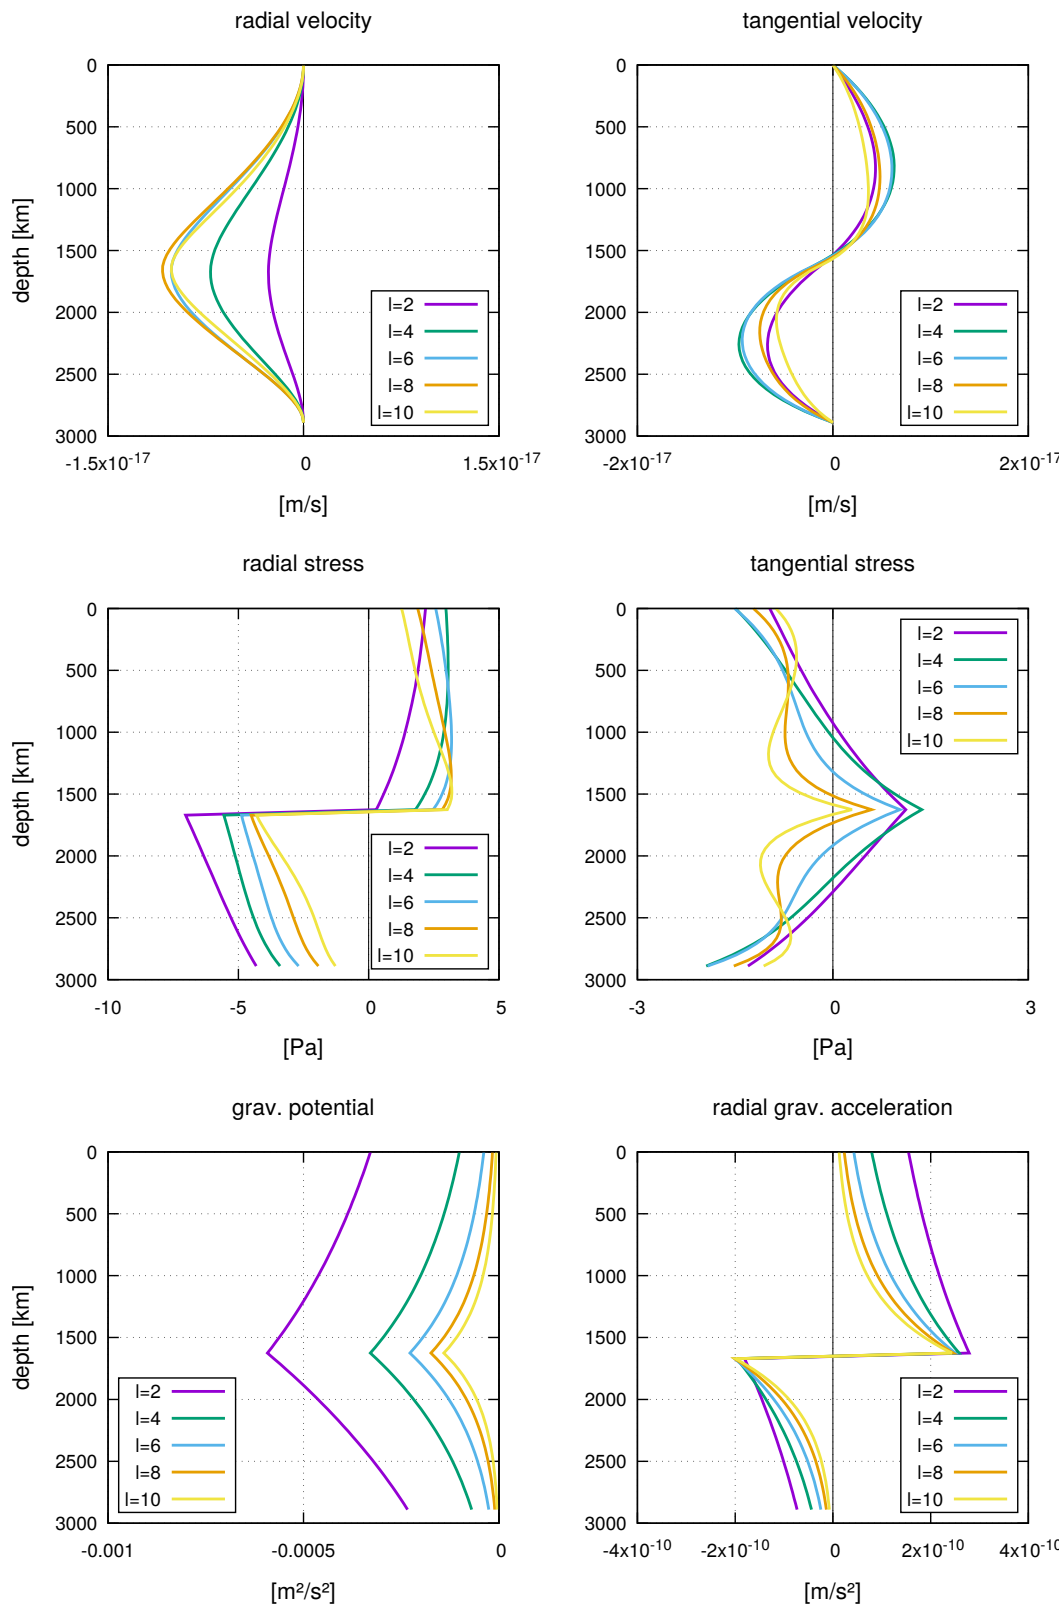 radial velocity
tangential velocity
0
500
1000
1500
2000
2500
3000
depth [km]
l=2
l=4
l=6
l=8
l=10
-1.5x10⁻¹⁷
0
1.5x10⁻¹⁷
[m/s]
0
500
1000
1500
2000
2500
3000
l=2
l=4
l=6
l=8
l=10
-2x10⁻¹⁷
0
2x10⁻¹⁷
[m/s]
radial stress
tangential stress
0
500
1000
1500
2000
2500
3000
depth [km]
l=2
l=4
l=6
l=8
l=10
-10
-5
0
5
[Pa]
0
500
1000
1500
2000
2500
3000
l=2
l=4
l=6
l=8
l=10
-3
0
3
[Pa]
grav. potential
radial grav. acceleration
0
500
1000
1500
2000
2500
3000
depth [km]
l=2
l=4
l=6
l=8
l=10
-0.001
-0.0005
0
[m²/s²]
0
500
1000
1500
2000
2500
3000
l=2
l=4
l=6
l=8
l=10
-4x10⁻¹⁰
-2x10⁻¹⁰
0
2x10⁻¹⁰
4x10⁻¹⁰
[m/s²]